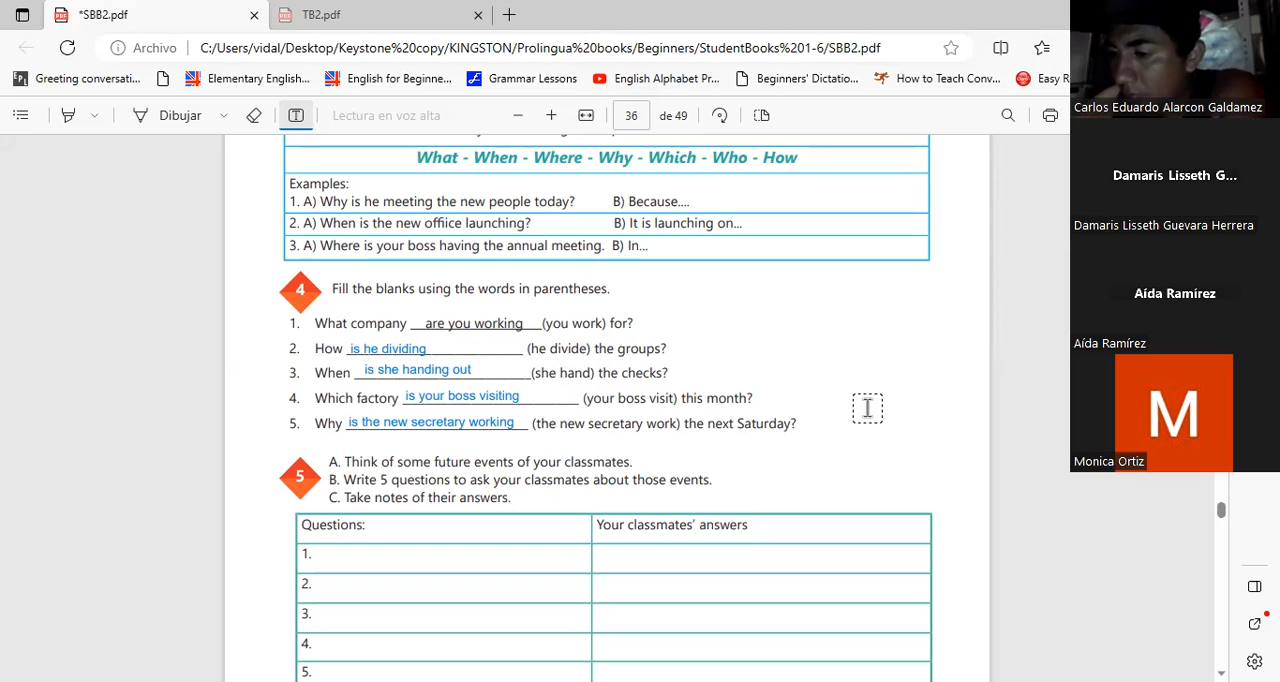 *SBB2.pdf
TB2.pdf
Archivo
C:/Users/vidal/Desktop/Keystone%20copy/KINGSTON/Prolingua%20books/Beginners/StudentBooks%201-6/SBB2.pdf
Greeting conversati...
Elementary English...
English for Beginne...
Grammar Lessons
English Alphabet Pr...
Beginners' Dictatio...
How to Teach Conv...
Easy R
Dibujar
Lectura en voz alta
36
de 49
What - When - Where - Why - Which - Who - How
Examples:
1. A) Why is he meeting the new people today? B) Because....
2. A) When is the new office launching? B) It is launching on...
3. A) Where is your boss having the annual meeting. B) In...
4 Fill the blanks using the words in parentheses.
1. What company __are you working__(you work) for?
2. How is he dividing____________ (he divide) the groups?
3. When _is she handing out________(she hand) the checks?
4. Which factory is your boss visiting________ (your boss visit) this month?
5. Why is the new secretary working__ (the new secretary work) the next Saturday?
5 A. Think of some future events of your classmates.
B. Write 5 questions to ask your classmates about those events.
C. Take notes of their answers.
Questions:
Your classmates' answers
1.
2.
3.
4.
5.
Carlos Eduardo Alarcon Galdamez
Damaris Lisseth G...
Damaris Lisseth Guevara Herrera
Aída Ramírez
Aída Ramírez
M
Monica Ortiz